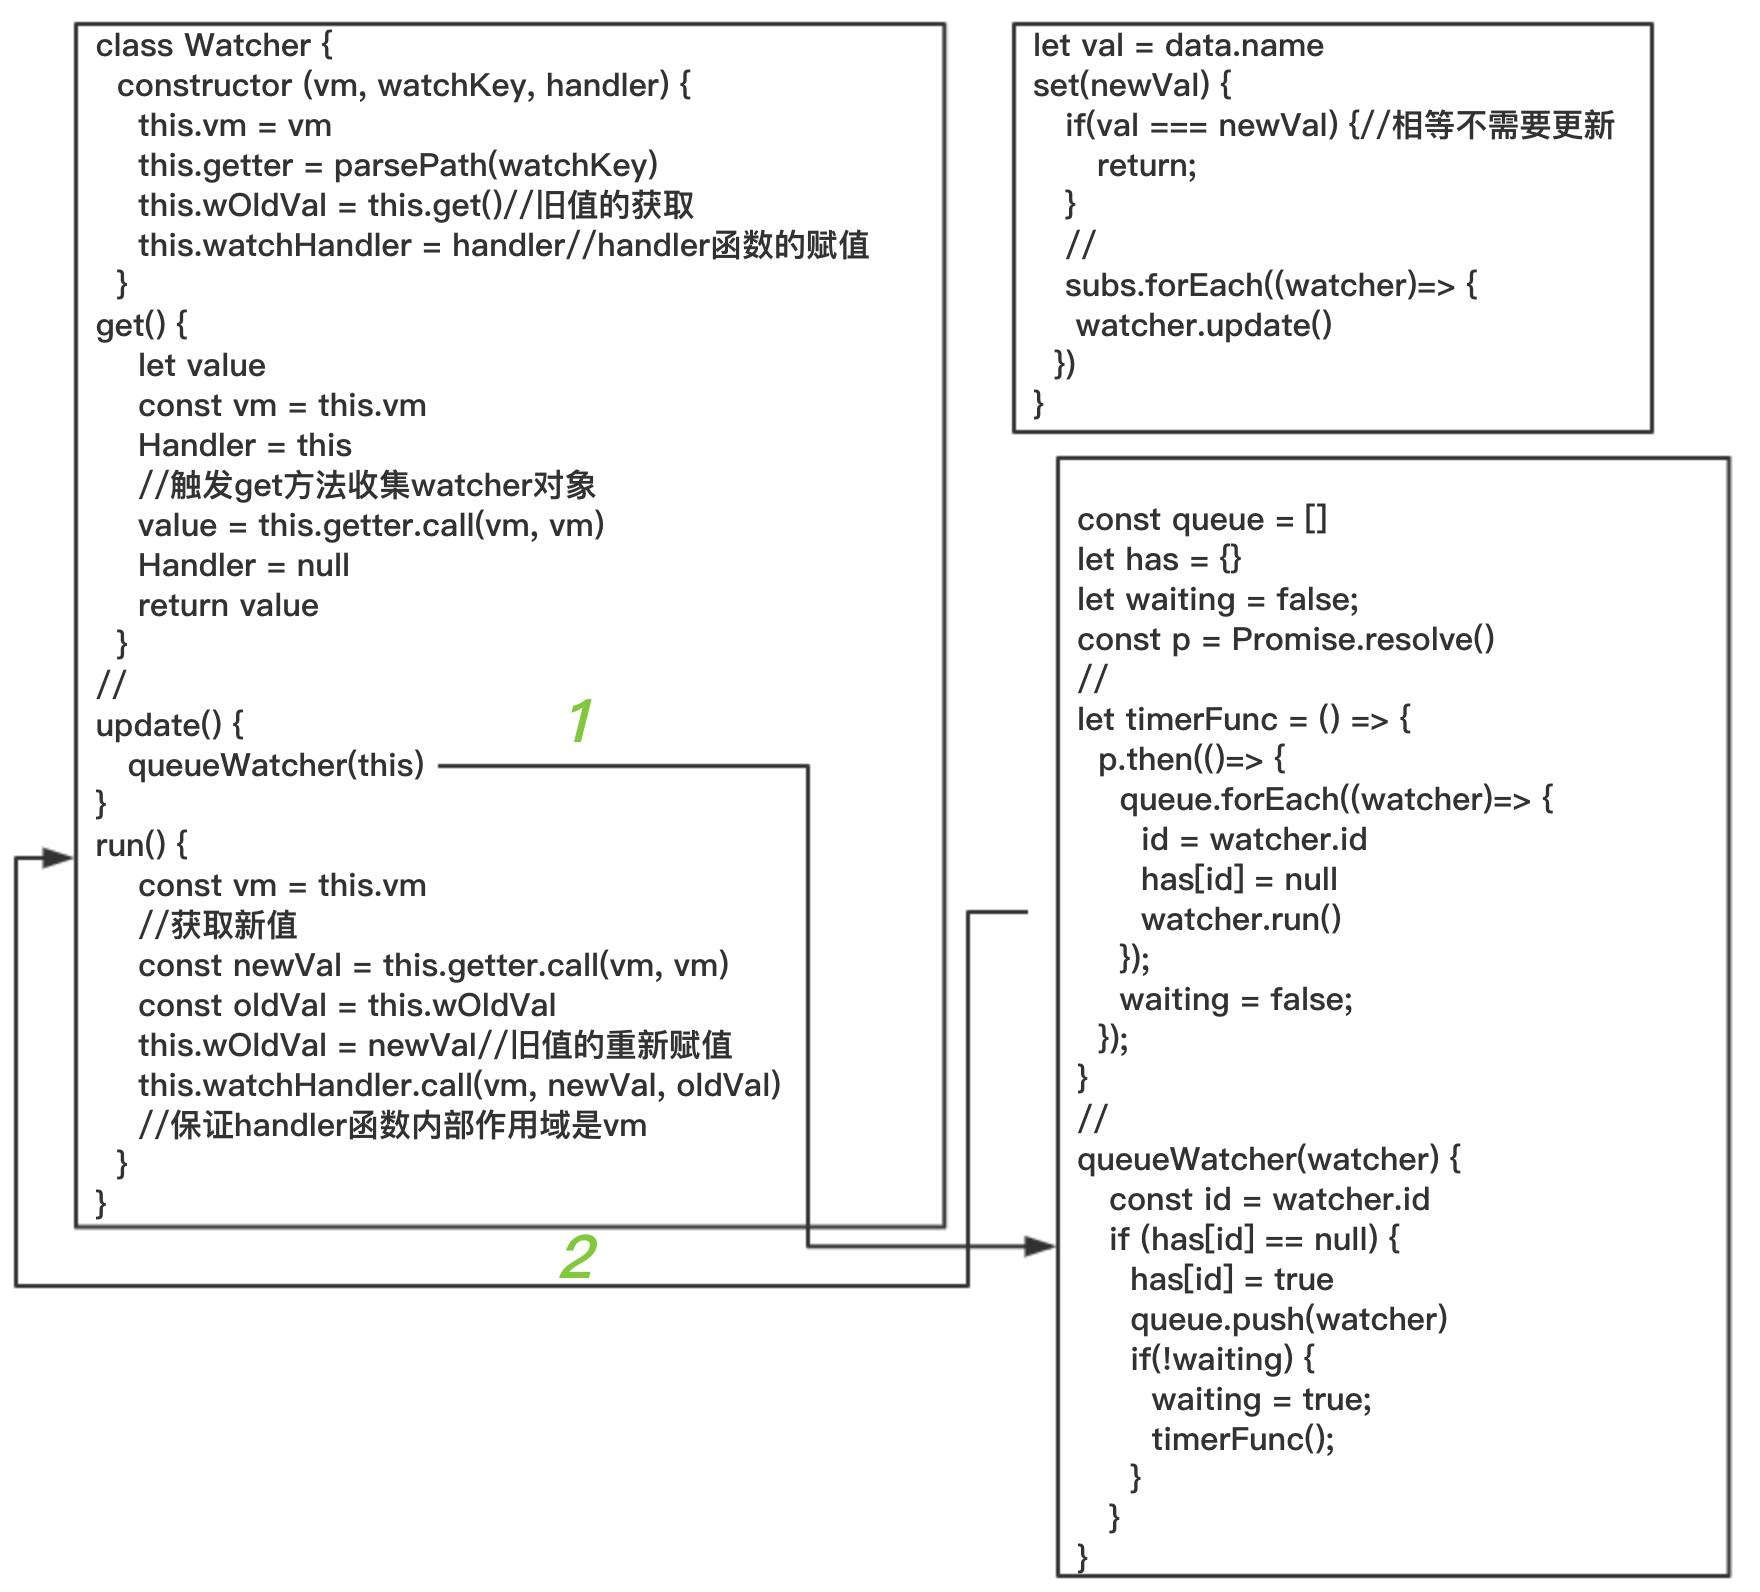 class Watcher {
constructor (vm, watchKey, handler) {
this.vm = vm
this.getter = parsePath(watchKey)
this.wOldVal = this.get()//旧值的获取
this.watchHandler = handler//handler函数的赋值
}
get() {
let value
const vm = this.vm
Handler = this
//触发get方法收集watcher对象
value = this.getter.call(vm, vm)
Handler = null
return value
}
//
update() {
queueWatcher(this)
}
run() {
const vm = this.vm
//获取新值
const newVal = this.getter.call(vm, vm)
const oldVal = this.wOldVal
this.wOldVal = newVal//旧值的重新赋值
this.watchHandler.call(vm, newVal, oldVal)
//保证handler函数内部作用域是vm
}
}
1
2
let val = data.name
set(newVal) {
if(val === newVal) {//相等不需要更新
return;
}
//
subs.forEach((watcher)=> {
watcher.update()
})
}
const queue = []
let has = {}
let waiting = false;
const p = Promise.resolve()
//
let timerFunc = () => {
p.then(()=> {
queue.forEach((watcher)=> {
id = watcher.id
has[id] = null
watcher.run()
});
waiting = false;
});
}
//
queueWatcher(watcher) {
const id = watcher.id
if (has[id] == null) {
has[id] = true
queue.push(watcher)
if(!waiting) {
waiting = true;
timerFunc();
}
}
}